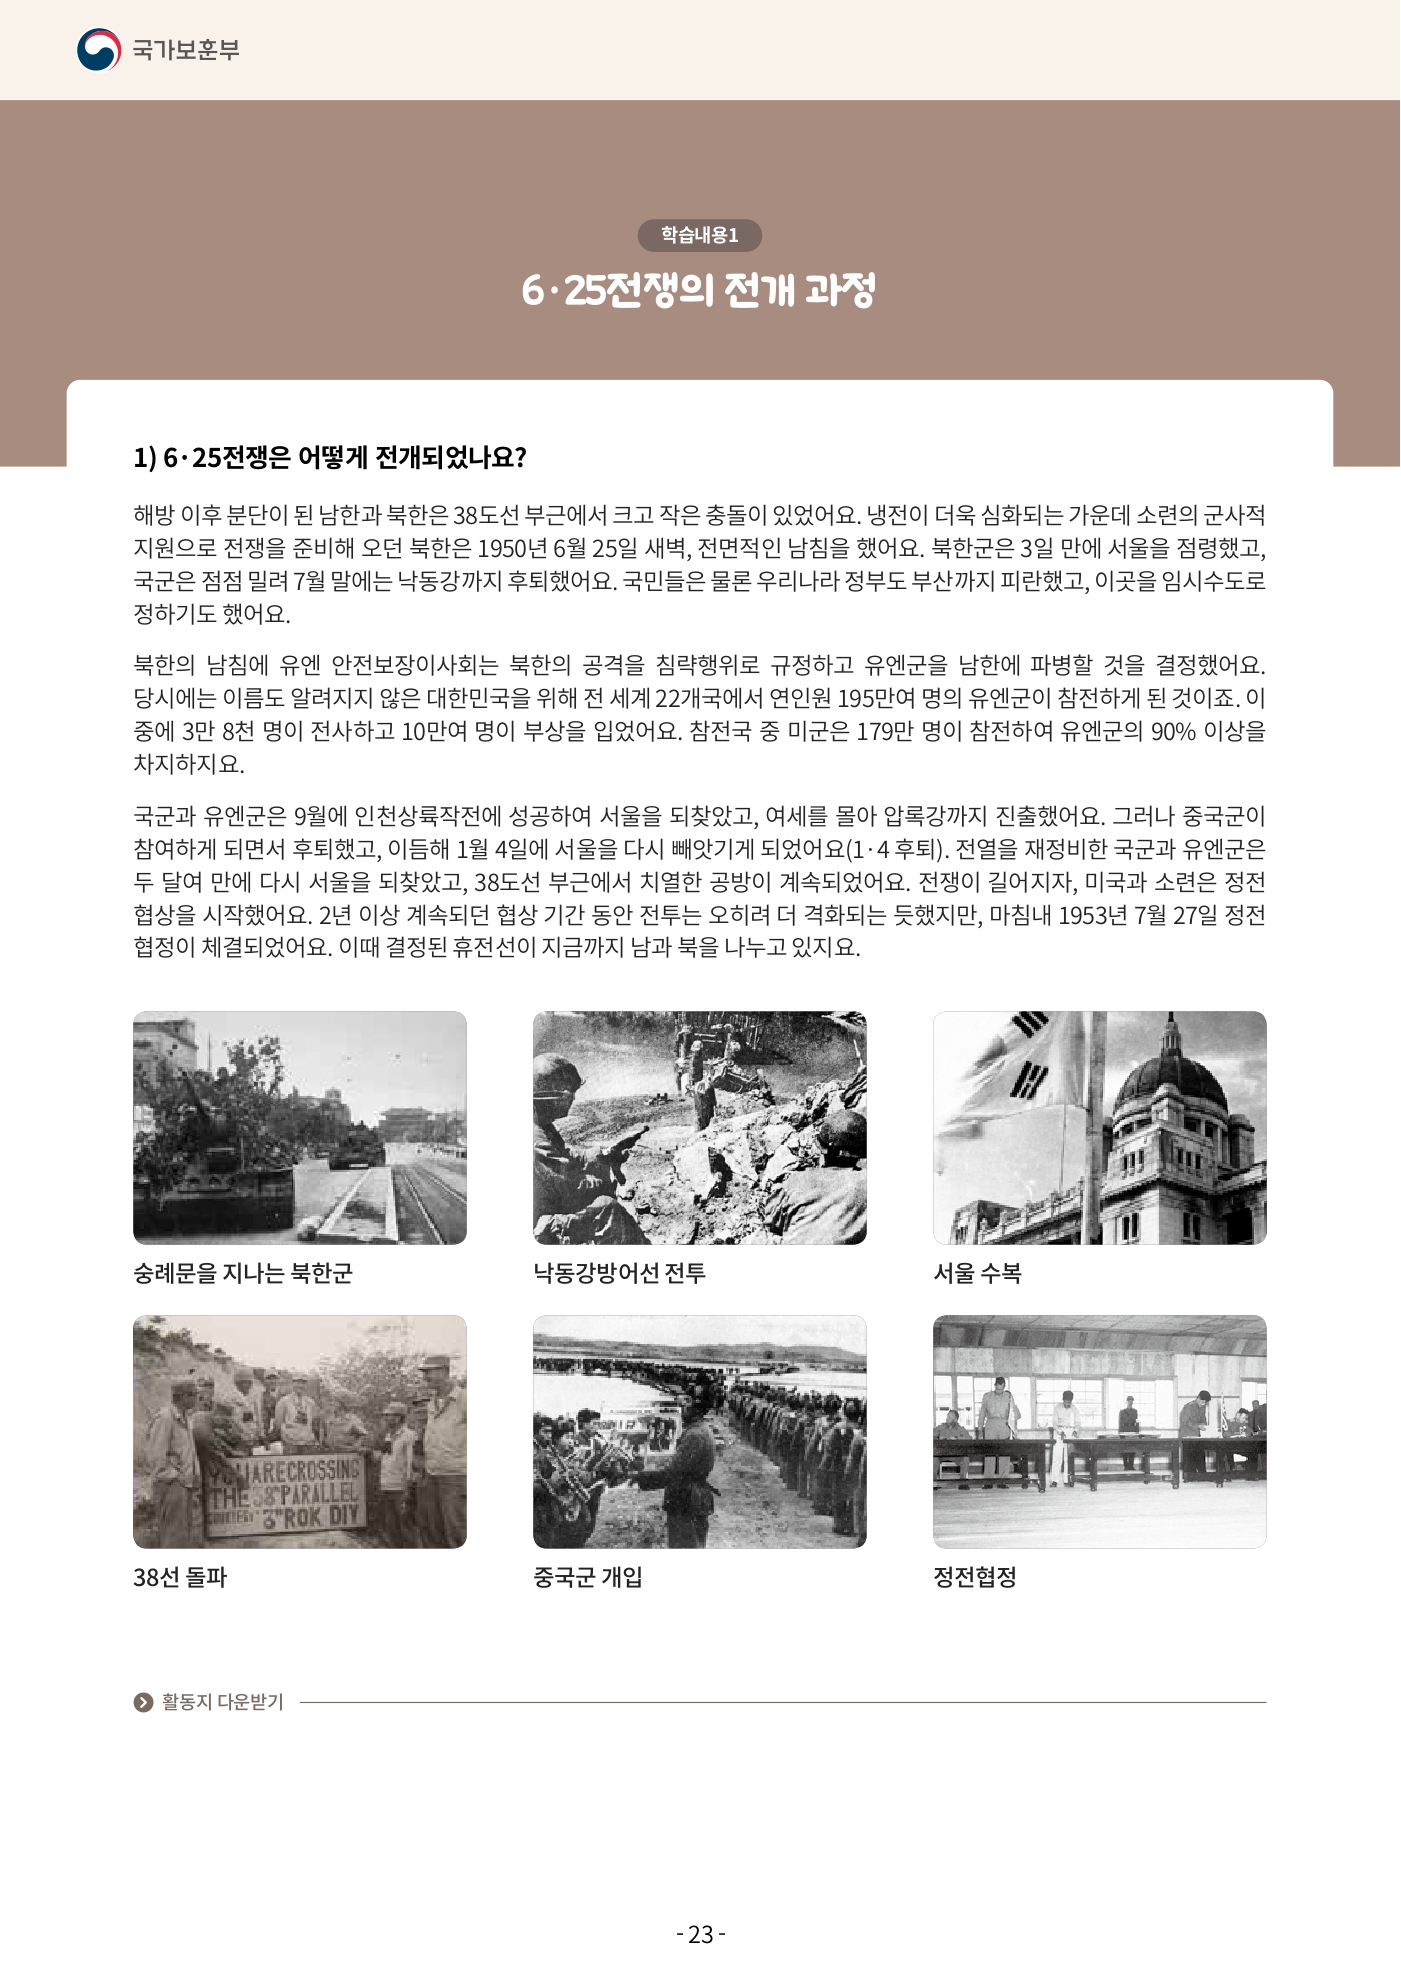 국가보훈부
학습내용1
6·25전쟁의 전개 과정
1) 6·25전쟁은 어떻게 전개되었나요?
해방 이후 분단이 된 남한과 북한은 38도선 부근에서 크고 작은 충돌이 있었어요. 냉전이 더욱 심화되는 가운데 소련의 군사적
지원으로 전쟁을 준비해 오던 북한은 1950년 6월 25일 새벽, 전면적인 남침을 했어요. 북한군은 3일 만에 서울을 점령했고,
국군은 점점 밀려 7월 말에는 낙동강까지 후퇴했어요. 국민들은 물론 우리나라 정부도 부산까지 피란했고, 이곳을 임시수도로
정하기도 했어요.
북한의 남침에 유엔 안전보장이사회는 북한의 공격을 침략행위로 규정하고 유엔군을 남한에 파병할 것을 결정했어요.
당시에는 이름도 알려지지 않은 대한민국을 위해 전 세계 22개국에서 연인원 195만여 명의 유엔군이 참전하게 된 것이죠. 이
중에 3만 8천 명이 전사하고 10만여 명이 부상을 입었어요. 참전국 중 미군은 179만 명이 참전하여 유엔군의 90% 이상을
차지하지요.
국군과 유엔군은 9월에 인천상륙작전에 성공하여 서울을 되찾았고, 여세를 몰아 압록강까지 진출했어요. 그러나 중국군이
참여하게 되면서 후퇴했고, 이듬해 1월 4일에 서울을 다시 빼앗기게 되었어요(1·4 후퇴). 전열을 재정비한 국군과 유엔군은
두 달여 만에 다시 서울을 되찾았고, 38도선 부근에서 치열한 공방이 계속되었어요. 전쟁이 길어지자, 미국과 소련은 정전
협상을 시작했어요. 2년 이상 계속되던 협상 기간 동안 전투는 오히려 더 격화되는 듯했지만, 마침내 1953년 7월 27일 정전
협정이 체결되었어요. 이때 결정된 휴전선이 지금까지 남과 북을 나누고 있지요.
숭례문을 지나는 북한군
낙동강방어선 전투
서울 수복
YOU ARE CROSSING
THE 38TH PARALLEL
3RD ROK DIV
38선 돌파
중국군 개입
정전협정
활동지 다운받기
- 23 -